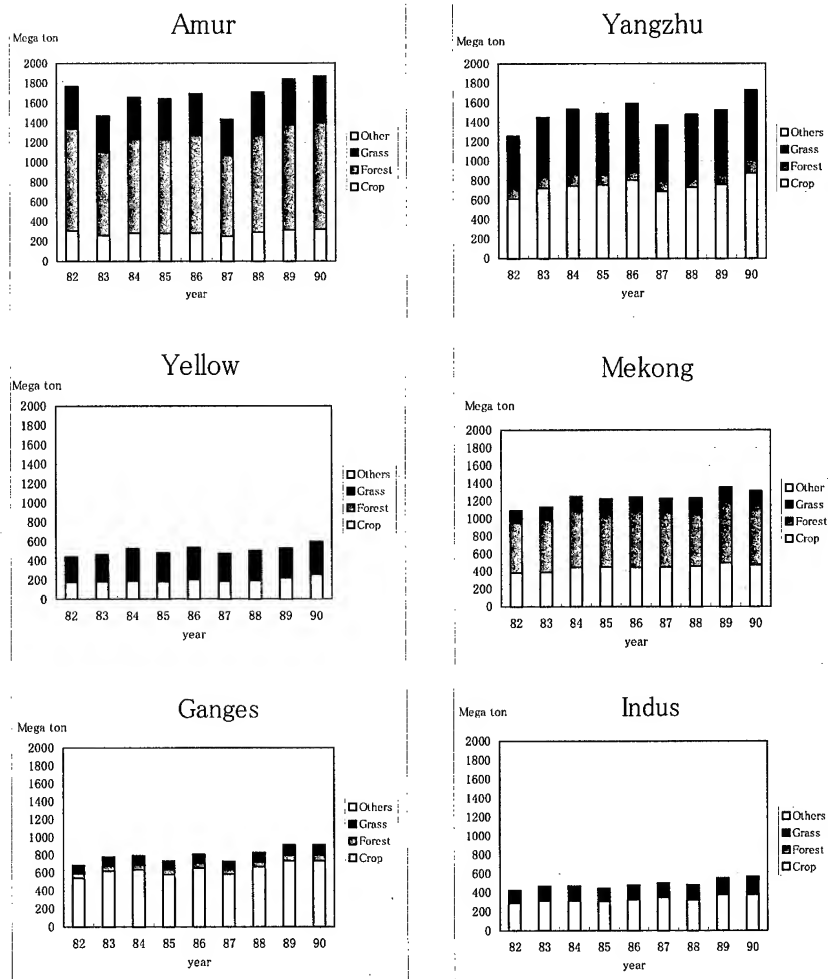 Amur
Mega ton
2000
1800
1600
1400
1200
1000
800
600
400
200
0
82 83 84 85 86 87 88 89 90
year
Other
Grass
Forest
Crop
Yangzhu
Mega ton
2000
1800
1600
1400
1200
1000
800
600
400
200
0
82 83 84 85 86 87 88 89 90
year
Others
Grass
Forest
Crop
Yellow
Mega ton
2000
1800
1600
1400
1200
1000
800
600
400
200
0
82 83 84 85 86 87 88 89 90
year
Others
Grass
Forest
Crop
Mekong
Mega ton
2000
1800
1600
1400
1200
1000
800
600
400
200
0
82 83 84 85 86 87 88 89 90
year
Other
Grass
Forest
Crop
Ganges
Mega ton
2000
1800
1600
1400
1200
1000
800
600
400
200
0
82 83 84 85 86 87 88 89 90
year
Others
Grass
Forest
Crop
Indus
Mega ton
2000
1800
1600
1400
1200
1000
800
600
400
200
0
82 83 84 85 86 87 88 89 90
year
Others
Grass
Forest
Crop